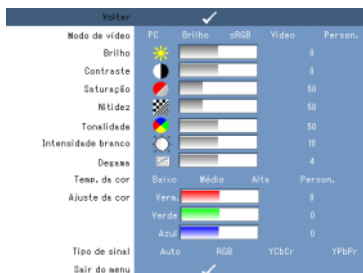 Voltar
Modo de vídeo PC Brilho sRGB Vídeo Person.
Brilho 0
Contraste 0
Saturação 50
Nitidez 50
Tonalidade 50
Intensidade branco 10
Degama 4
Temp. da cor Baixo Médio Alta Person.
Ajuste da cor Verm. 0
Verde 0
Azul 0
Tipo de sinal Auto RGB YCbCr YPbPr
Sair do menu